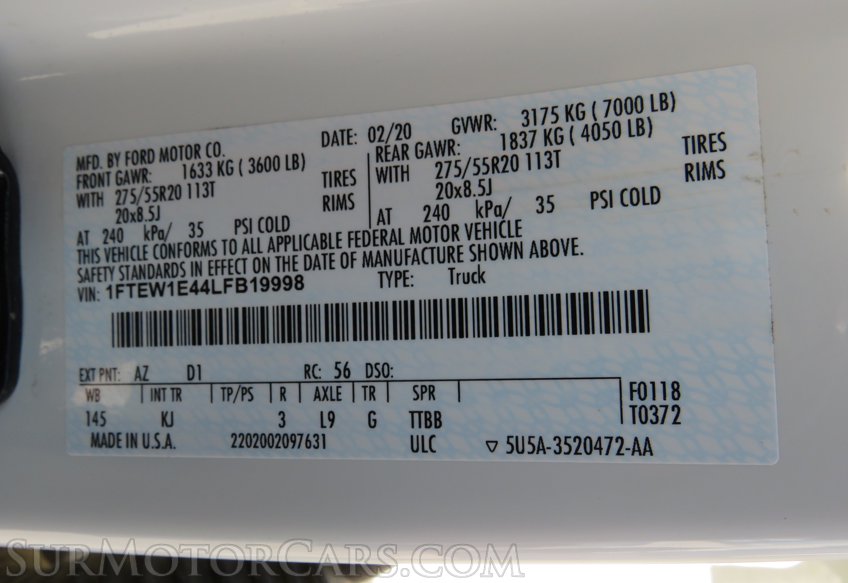 MFD. BY FORD MOTOR CO. DATE: 02/20 GVWR: 3175 KG ( 7000 LB)
FRONT GAWR: 1633 KG ( 3600 LB) REAR GAWR: 1837 KG ( 4050 LB)
WITH 275/55R20 113T TIRES WITH 275/55R20 113T TIRES
20x8.5J RIMS 20x8.5J RIMS
AT 240 kPa/ 35 PSI COLD AT 240 kPa/ 35 PSI COLD
THIS VEHICLE CONFORMS TO ALL APPLICABLE FEDERAL MOTOR VEHICLE
SAFETY STANDARDS IN EFFECT ON THE DATE OF MANUFACTURE SHOWN ABOVE.
VIN: 1FTEW1E44LFB19998 TYPE: Truck
EXT PNT: AZ D1 RC: 56 DSO:
WB INT TR TP/PS R AXLE TR SPR F0118
145 KJ 3 L9 G TTBB T0372
MADE IN U.S.A. 2202002097631 ULC ▽ 5U5A-3520472-AA
SurMotorCars.com